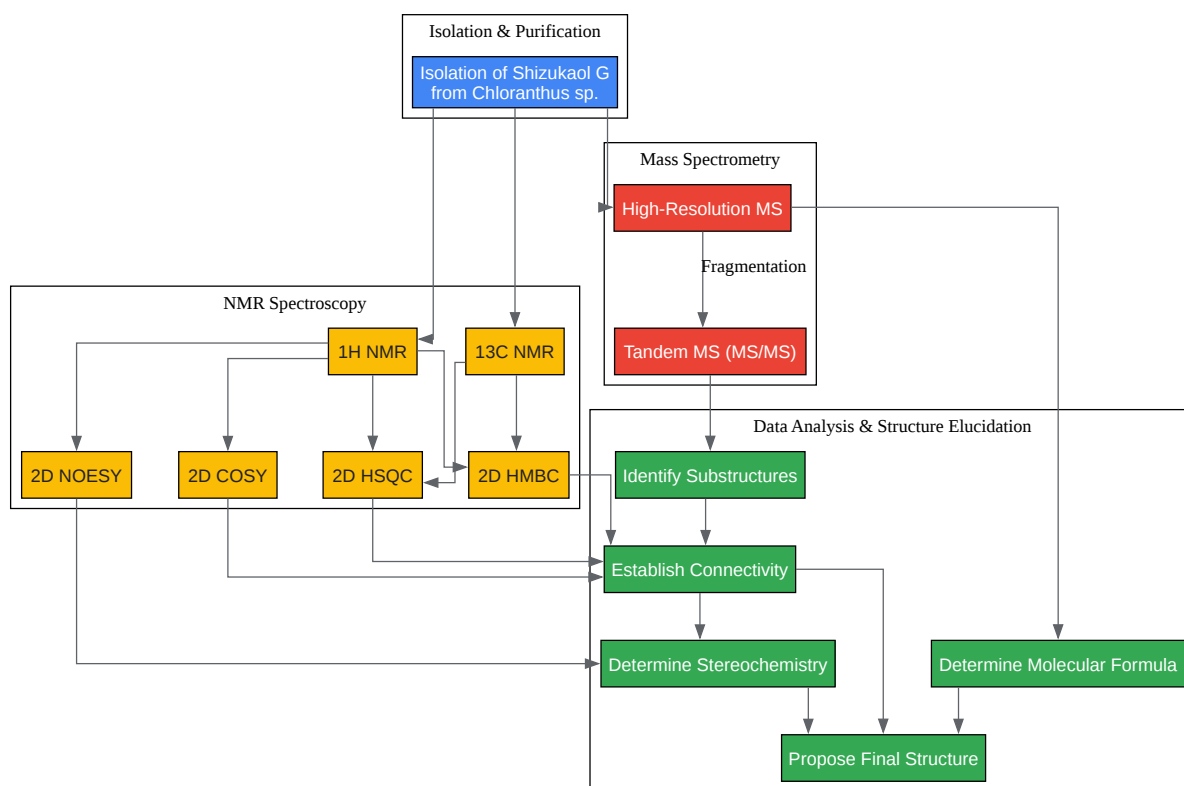 Isolation & Purification
Isolation of Shizukaol G
from Chloranthus sp.
Mass Spectrometry
High-Resolution MS
Fragmentation
Tandem MS (MS/MS)
NMR Spectroscopy
1H NMR
13C NMR
2D NOESY
2D COSY
2D HSQC
2D HMBC
Data Analysis & Structure Elucidation
Identify Substructures
Establish Connectivity
Determine Stereochemistry
Determine Molecular Formula
Propose Final Structure